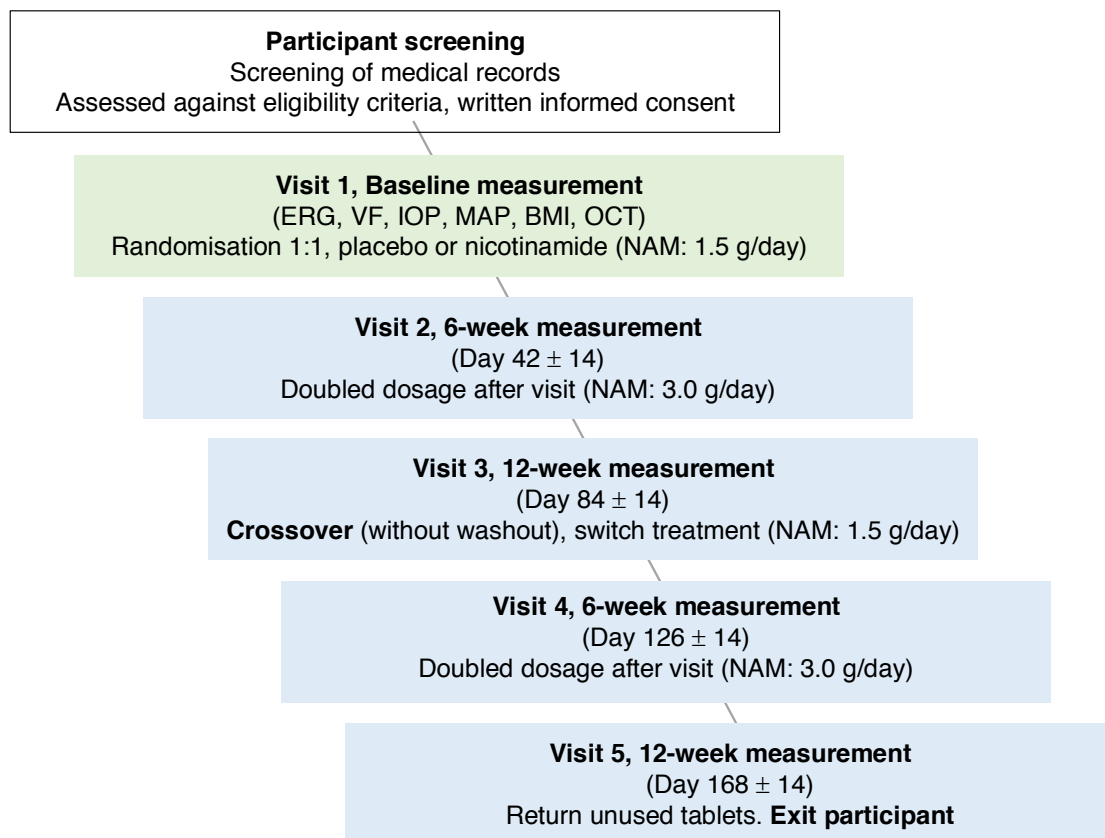 Participant screening
Screening of medical records
Assessed against eligibility criteria, written informed consent
Visit 1, Baseline measurement
(ERG, VF, IOP, MAP, BMI, OCT)
Randomisation 1:1, placebo or nicotinamide (NAM: 1.5 g/day)
Visit 2, 6-week measurement
(Day 42 ± 14)
Doubled dosage after visit (NAM: 3.0 g/day)
Visit 3, 12-week measurement
(Day 84 ± 14)
Crossover (without washout), switch treatment (NAM: 1.5 g/day)
Visit 4, 6-week measurement
(Day 126 ± 14)
Doubled dosage after visit (NAM: 3.0 g/day)
Visit 5, 12-week measurement
(Day 168 ± 14)
Return unused tablets. Exit participant